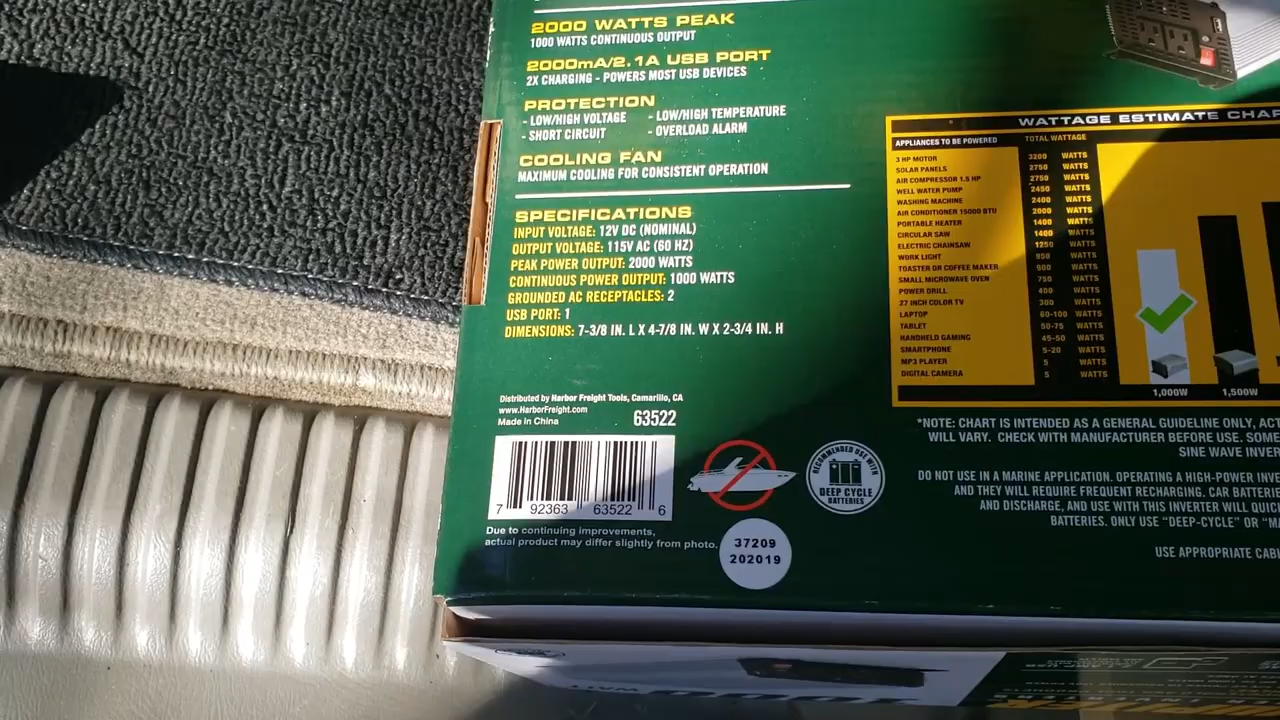 2000 WATTS PEAK
1000 WATTS CONTINUOUS OUTPUT
2000mA/2.1A USB PORT
2X CHARGING - POWERS MOST USB DEVICES
PROTECTION
- LOW/HIGH VOLTAGE - LOW/HIGH TEMPERATURE
- SHORT CIRCUIT - OVERLOAD ALARM
COOLING FAN
MAXIMUM COOLING FOR CONSISTENT OPERATION
SPECIFICATIONS
INPUT VOLTAGE: 12V DC (NOMINAL)
OUTPUT VOLTAGE: 115V AC (60 HZ)
PEAK POWER OUTPUT: 2000 WATTS
CONTINUOUS POWER OUTPUT: 1000 WATTS
GROUNDED AC RECEPTACLES: 2
USB PORT: 1
DIMENSIONS: 7-3/8 IN. L X 4-7/8 IN. W X 2-3/4 IN. H
Distributed by Harbor Freight Tools, Camarillo, CA
www.HarborFreight.com
Made in China 63522
7 92363 63522 6
Due to continuing improvements,
actual product may differ slightly from photo.
RECOMMENDED USE WITH
DEEP CYCLE
BATTERIES
37209
202019
WATTAGE ESTIMATE
APPLIANCES TO BE POWERED TOTAL WATTAGE
3 HP MOTOR 3200 WATTS
SOLAR PANELS 2750 WATTS
AIR COMPRESSOR 1.5 HP 2750 WATTS
WELL WATER PUMP 2450 WATTS
WASHING MACHINE 2400 WATTS
AIR CONDITIONER 15000 BTU 2000 WATTS
PORTABLE HEATER 1400 WATTS
CIRCULAR SAW 1400 WATTS
ELECTRIC CHAINSAW 1250 WATTS
WORK LIGHT 950 WATTS
TOASTER OR COFFEE MAKER 900 WATTS
SMALL MICROWAVE OVEN 750 WATTS
POWER DRILL 400 WATTS
27 INCH COLOR TV 300 WATTS
LAPTOP 60-100 WATTS
TABLET 50-75 WATTS
HANDHELD GAMING 45-50 WATTS
SMARTPHONE 5-20 WATTS
MP3 PLAYER 5 WATTS
DIGITAL CAMERA 5 WATTS
1,000W 1,500W
*NOTE: CHART IS INTENDED AS A GENERAL GUIDELINE ONLY,
WILL VARY. CHECK WITH MANUFACTURER BEFORE USE.
SINE WAVE
DO NOT USE IN A MARINE APPLICATION. OPERATING A HIGH-POWER
AND THEY WILL REQUIRE FREQUENT RECHARGING. CAR
AND DISCHARGE, AND USE WITH THIS INVERTER WILL
BATTERIES. ONLY USE "DEEP-CYCLE" OR
USE APPROPRIATE